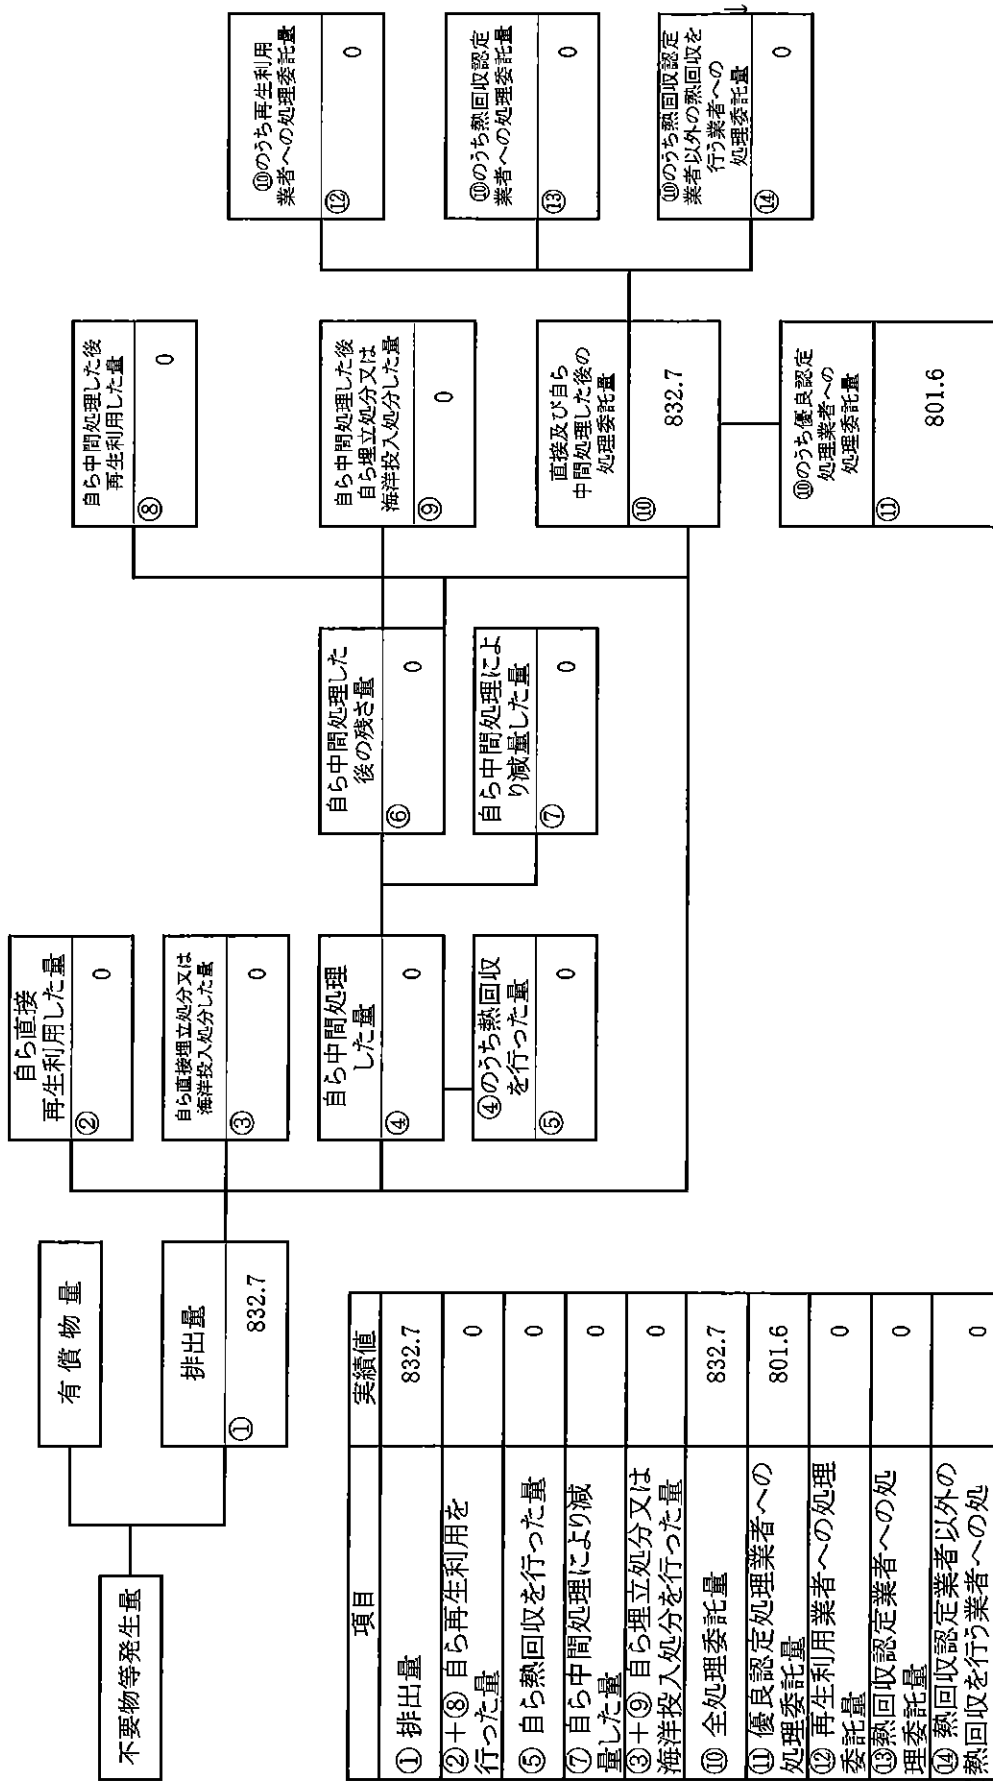 不要物等発生量
有償物量
排出量
①
832.7
自ら直接
再生利用した量
②
0
自ら直接埋立処分又は
海洋投入処分した量
③
0
自ら中間処理
した量
④
0
④のうち熱回収
を行った量
⑤
0
自ら中間処理した
後の残さ量
⑥
0
自ら中間処理によ
り減量した量
⑦
0
自ら中間処理した後
再生利用した量
⑧
0
自ら中間処理した後
自ら埋立処分又は
海洋投入処分した量
⑨
0
直接及び自ら
中間処理した後の
処理委託量
⑩
832.7
⑩のうち優良認定
処理業者への
処理委託量
⑪
801.6
⑩のうち再生利用
業者への処理委託量
⑫
0
⑩のうち熱回収認定
業者への処理委託量
⑬
0
⑩のうち熱回収認定
業者以外の熱回収を
行う業者への
処理委託量
⑭
0
項目 実績値
①排出量 832.7
②+⑧ 自ら再生利用を
行った量 0
⑤ 自ら熱回収を行った量 0
⑦ 自ら中間処理により減
量した量 0
③+⑨ 自ら埋立処分又は
海洋投入処分を行った量 0
⑩ 全処理委託量 832.7
⑪ 優良認定処理業者への
処理委託量 801.6
⑫ 再生利用業者への処理
委託量 0
⑬熱回収認定業者への処
理委託量 0
⑭ 熱回収認定業者以外の
熱回収を行う業者への処 0